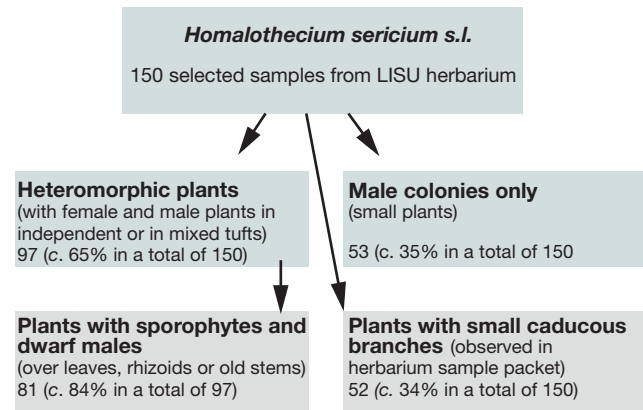 Homalothecium sericium s.l.
150 selected samples from LISU herbarium
Heteromorphic plants
(with female and male plants in
independent or in mixed tufts)
97 (c. 65% in a total of 150)
Male colonies only
(small plants)
53 (c. 35% in a total of 150
Plants with sporophytes and
dwarf males
(over leaves, rhizoids or old stems)
81 (c. 84% in a total of 97)
Plants with small caducous
branches (observed in
herbarium sample packet)
52 (c. 34% in a total of 150)